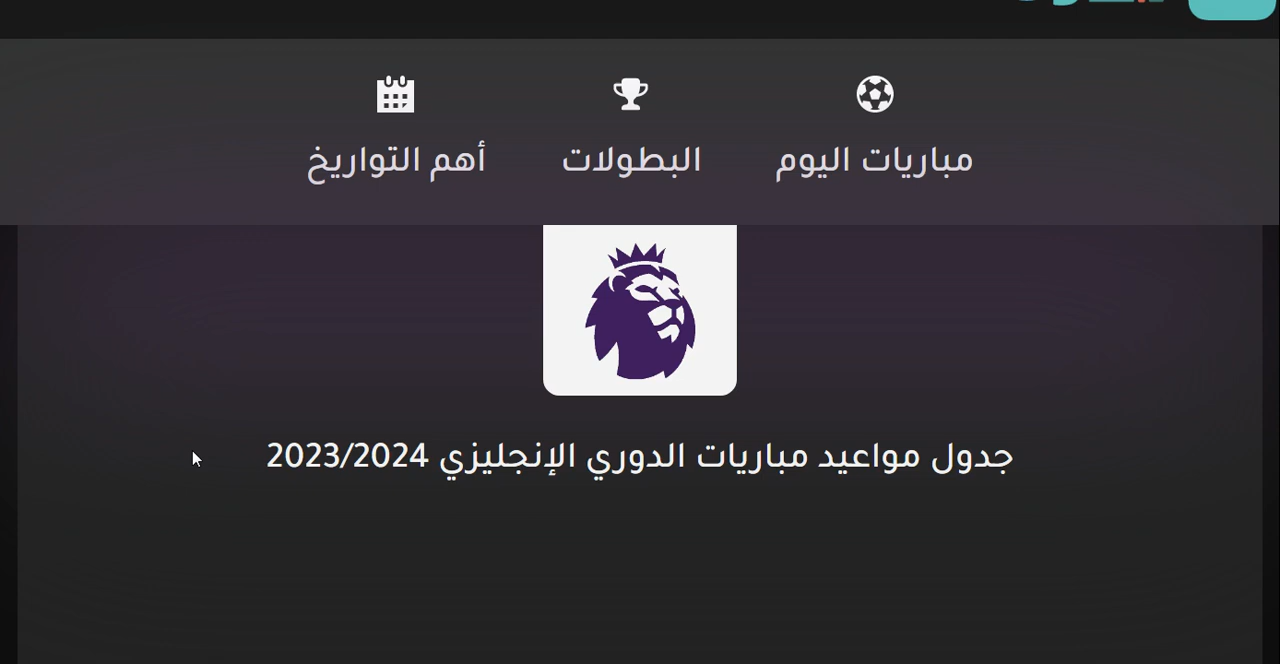 مباريات اليوم
البطولات
أهم التواريخ
جدول مواعيد مباريات الدوري الإنجليزي 2023/2024